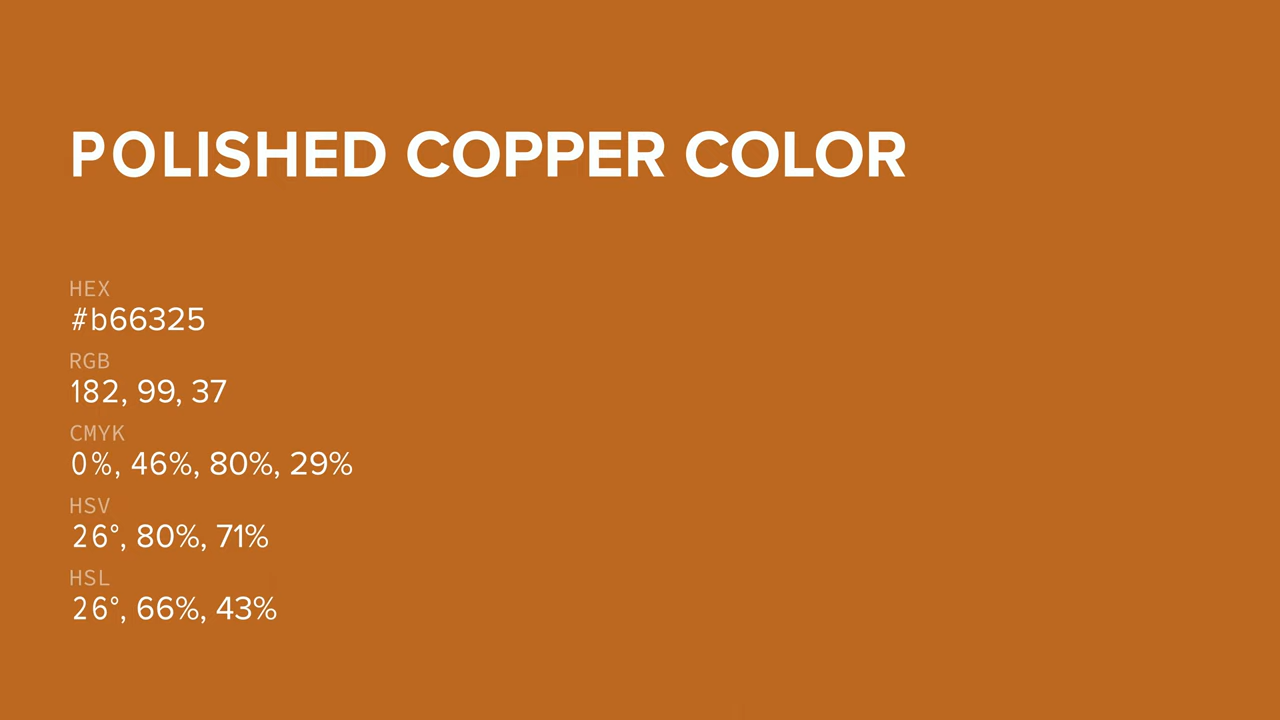 POLISHED COPPER COLOR
HEX
#b66325
RGB
182, 99, 37
CMYK
0%, 46%, 80%, 29%
HSV
26°, 80%, 71%
HSL
26°, 66%, 43%